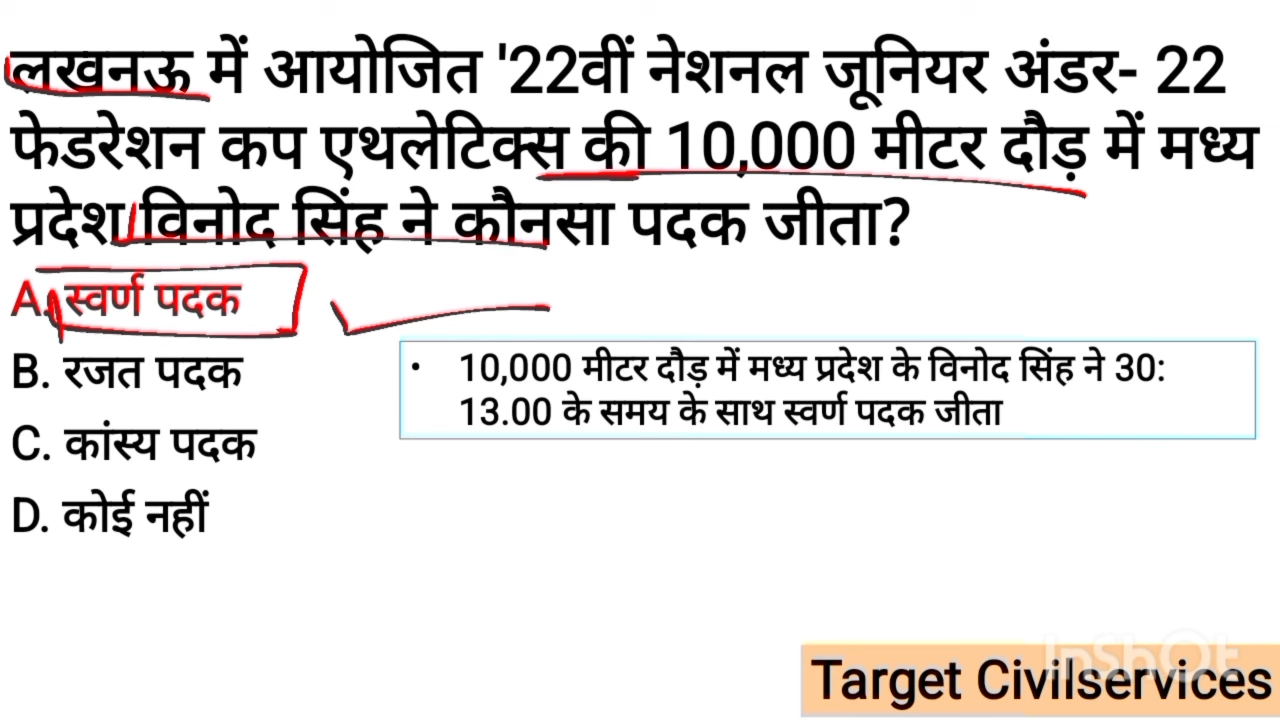 लखनऊ में आयोजित '22वीं नेशनल जूनियर अंडर- 22
फेडरेशन कप एथलेटिक्स की 10,000 मीटर दौड़ में मध्य
प्रदेश विनोद सिंह ने कौनसा पदक जीता?
A. स्वर्ण पदक
B. रजत पदक
C. कांस्य पदक
D. कोई नहीं
• 10,000 मीटर दौड़ में मध्य प्रदेश के विनोद सिंह ने 30:
13.00 के समय के साथ स्वर्ण पदक जीता
InShOt
Target Civilservices